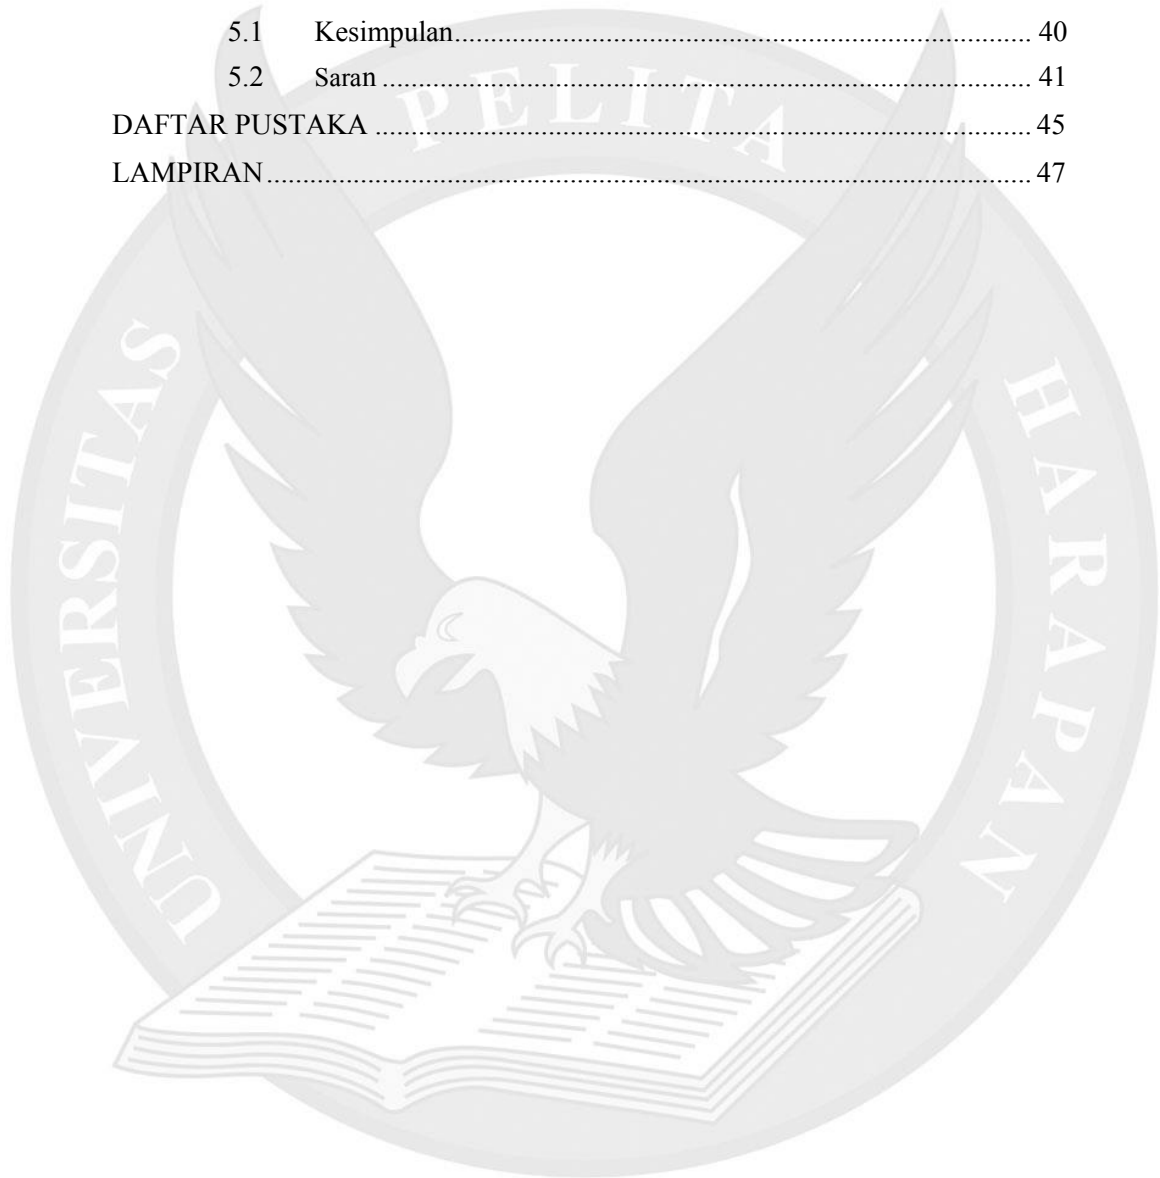 5.1 Kesimpulan........................................................................ 40
5.2 Saran ................................................................................ 41
DAFTAR PUSTAKA ........................................................................ 45
LAMPIRAN .................................................................................... 47
UNIVERSITAS PELITA HARAPAN